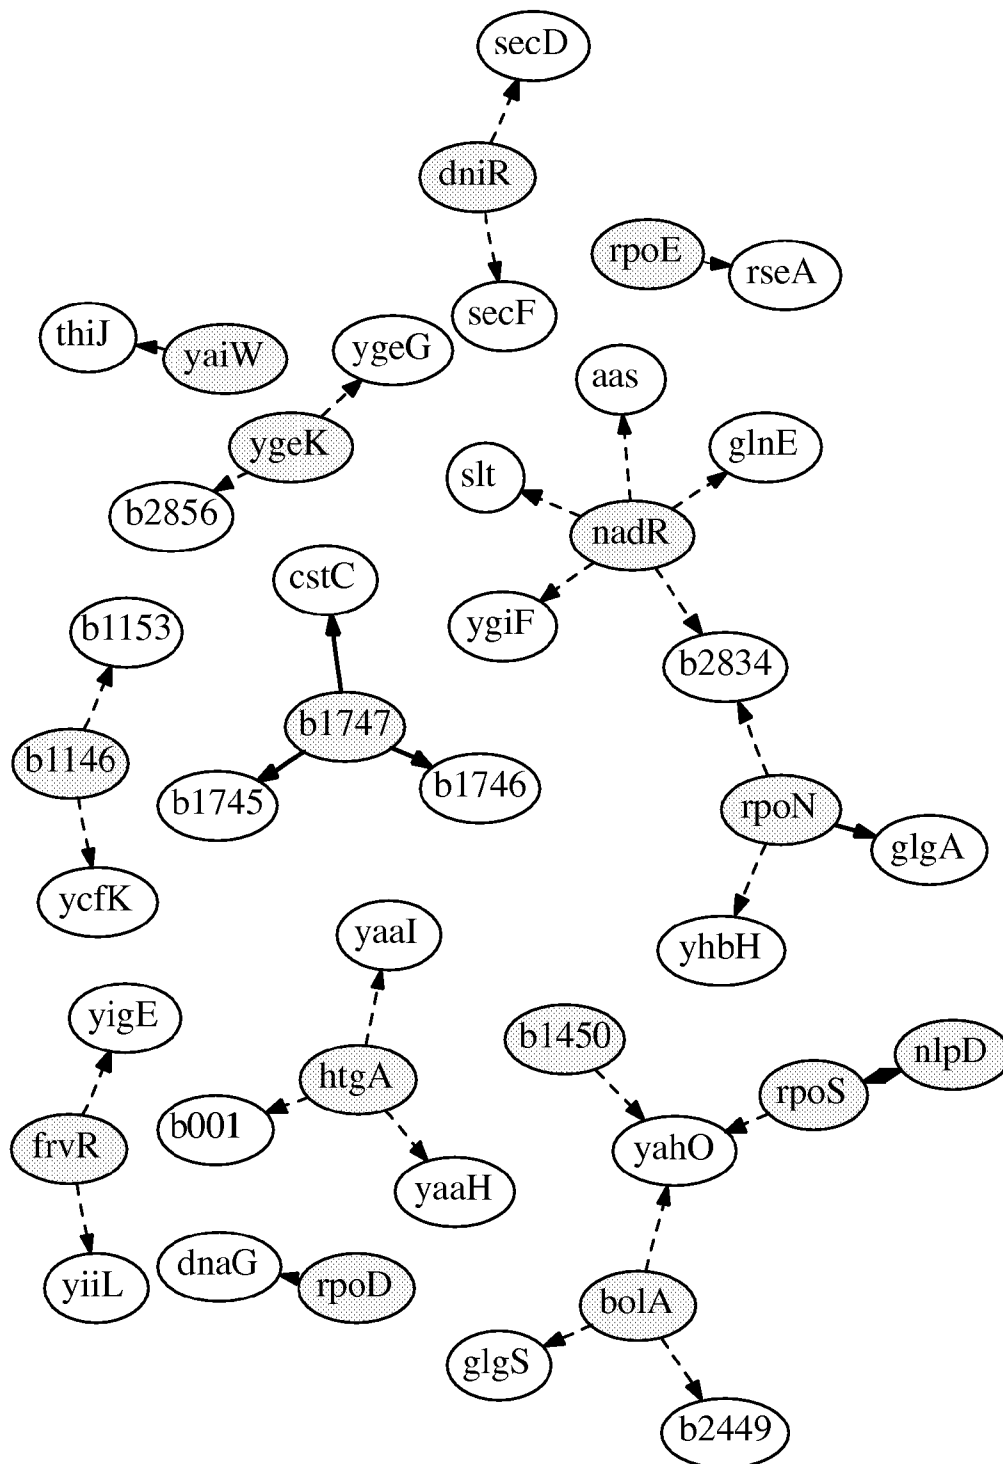 secD
dniR
rpoE
rseA
secF
thiJ
yaiW
ygeG
aas
ygeK
glnE
slt
b2856
nadR
cstC
ygiF
b1153
b2834
b1747
b1146
b1745
b1746
rpoN
glgA
ycfK
yaaI
yhbH
yigE
b1450
nlpD
htgA
rpoS
b001
frvR
yahO
yaaH
dnaG
rpoD
yiiL
bolA
glgS
b2449